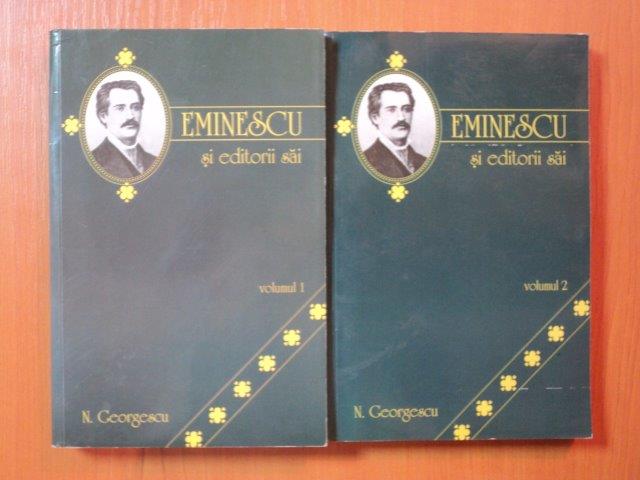 EMINESCU
și editorii săi
volumul 1
N. Georgescu
EMINESCU
și editorii săi
volumul 2
N. Georgescu